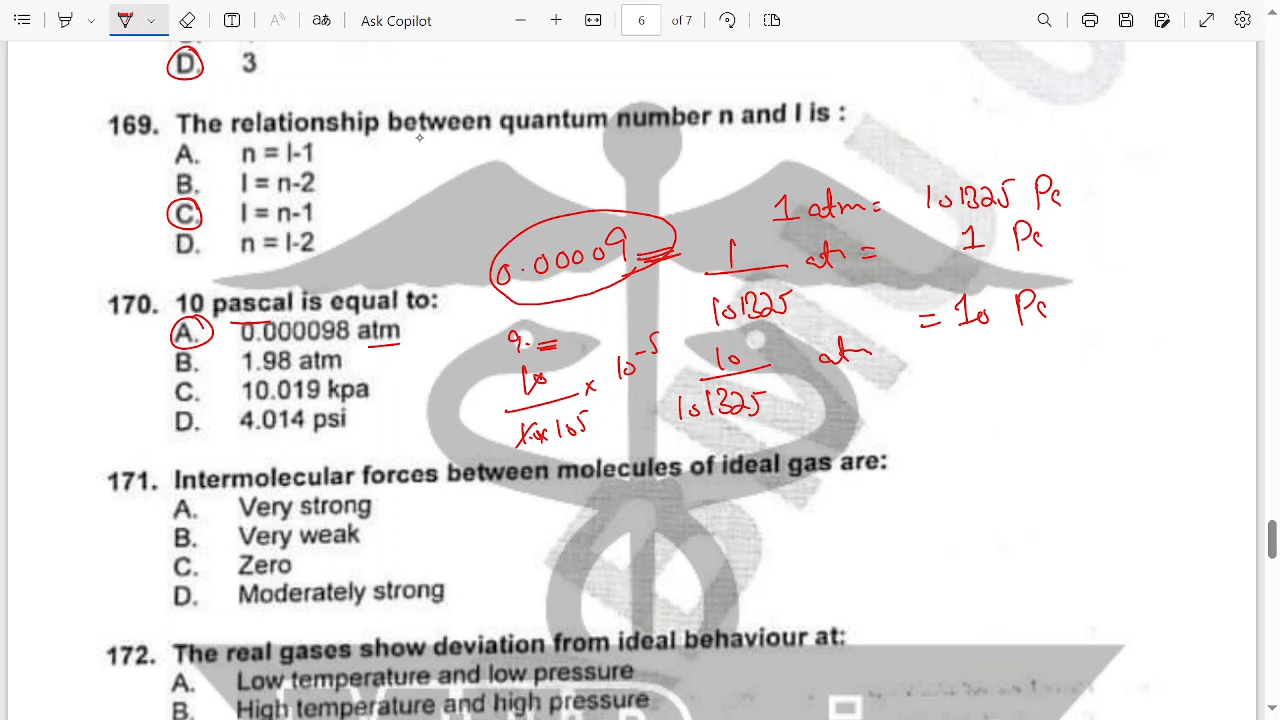 Ask Copilot
6 of 7
D. 3
169. The relationship between quantum number n and l is :
A. n = l-1
B. l = n-2
C. l = n-1
D. n = l-2
1 atm = 101325 Pa
1 / 101325 atm = 1 Pa
= 10 Pa
10 / 101325 atm
0.00009
9.
10 / × 10-5
170. 10 pascal is equal to:
A. 0.000098 atm
B. 1.98 atm
C. 10.019 kpa
D. 4.014 psi
171. Intermolecular forces between molecules of ideal gas are:
A. Very strong
B. Very weak
C. Zero
D. Moderately strong
172. The real gases show deviation from ideal behaviour at:
A. Low temperature and low pressure
B. High temperature and high pressure